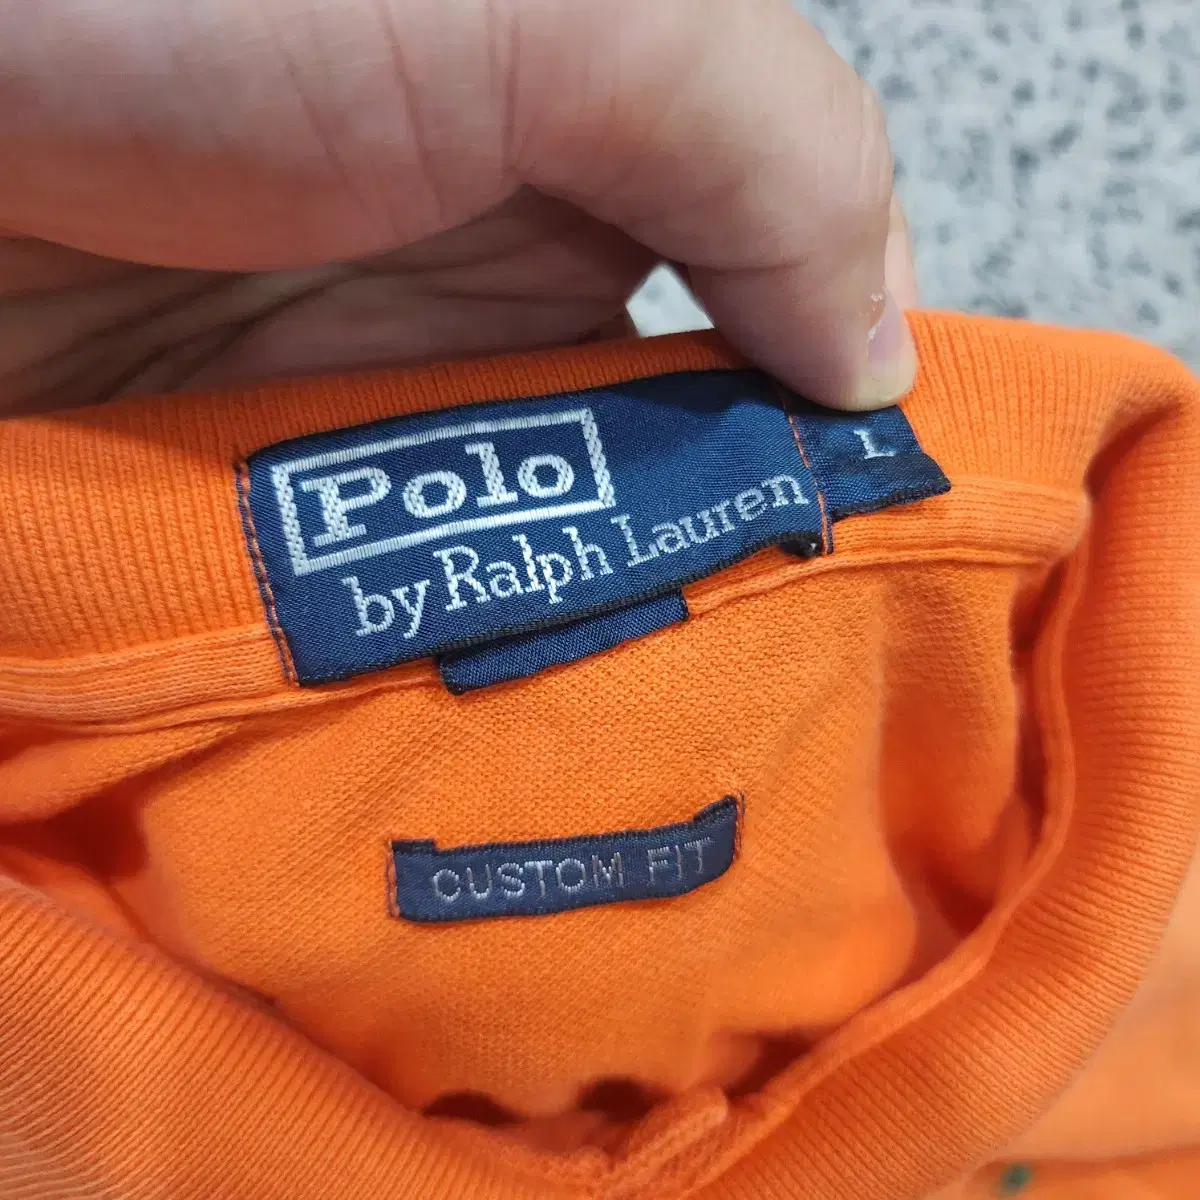 Polo
by Ralph Lauren
L
CUSTOM FIT